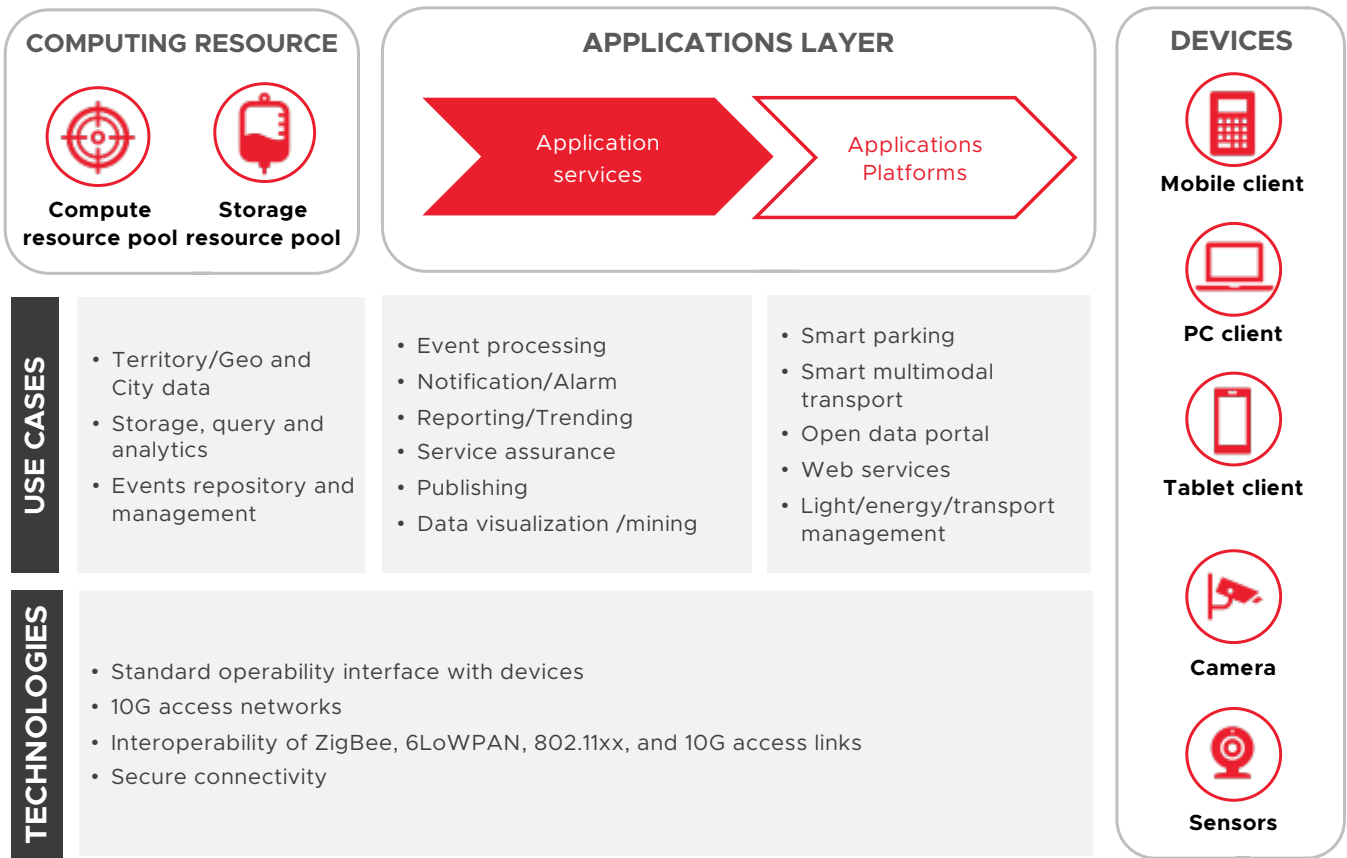 COMPUTING RESOURCE
Compute
resource pool
Storage
resource pool
APPLICATIONS LAYER
Application
services
Applications
Platforms
DEVICES
Mobile client
PC client
Tablet client
Camera
Sensors
USE CASES
• Territory/Geo and
City data
• Storage, query and
analytics
• Events repository and
management
• Event processing
• Notification/Alarm
• Reporting/Trending
• Service assurance
• Publishing
• Data visualization /mining
• Smart parking
• Smart multimodal
transport
• Open data portal
• Web services
• Light/energy/transport
management
TECHNOLOGIES
• Standard operability interface with devices
• 10G access networks
• Interoperability of ZigBee, 6LoWPAN, 802.11xx, and 10G access links
• Secure connectivity